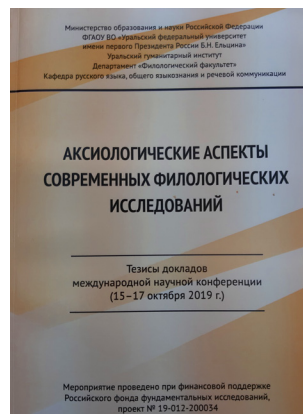 Министерство образования и науки Российской Федерации
ФГАОУ ВО «Уральский федеральный университет
имени первого Президента России Б.Н. Ельцина»
Уральский гуманитарный институт
Департамент «Филологический факультет»
Кафедра русского языка, общего языкознания и речевой коммуникации
АКСИОЛОГИЧЕСКИЕ АСПЕКТЫ
СОВРЕМЕННЫХ ФИЛОЛОГИЧЕСКИХ
ИССЛЕДОВАНИЙ
Тезисы докладов
международной научной конференции
(15–17 октября 2019 г.)
Мероприятие проведено при финансовой поддержке
Российского фонда фундаментальных исследований,
проект № 19-012-200034